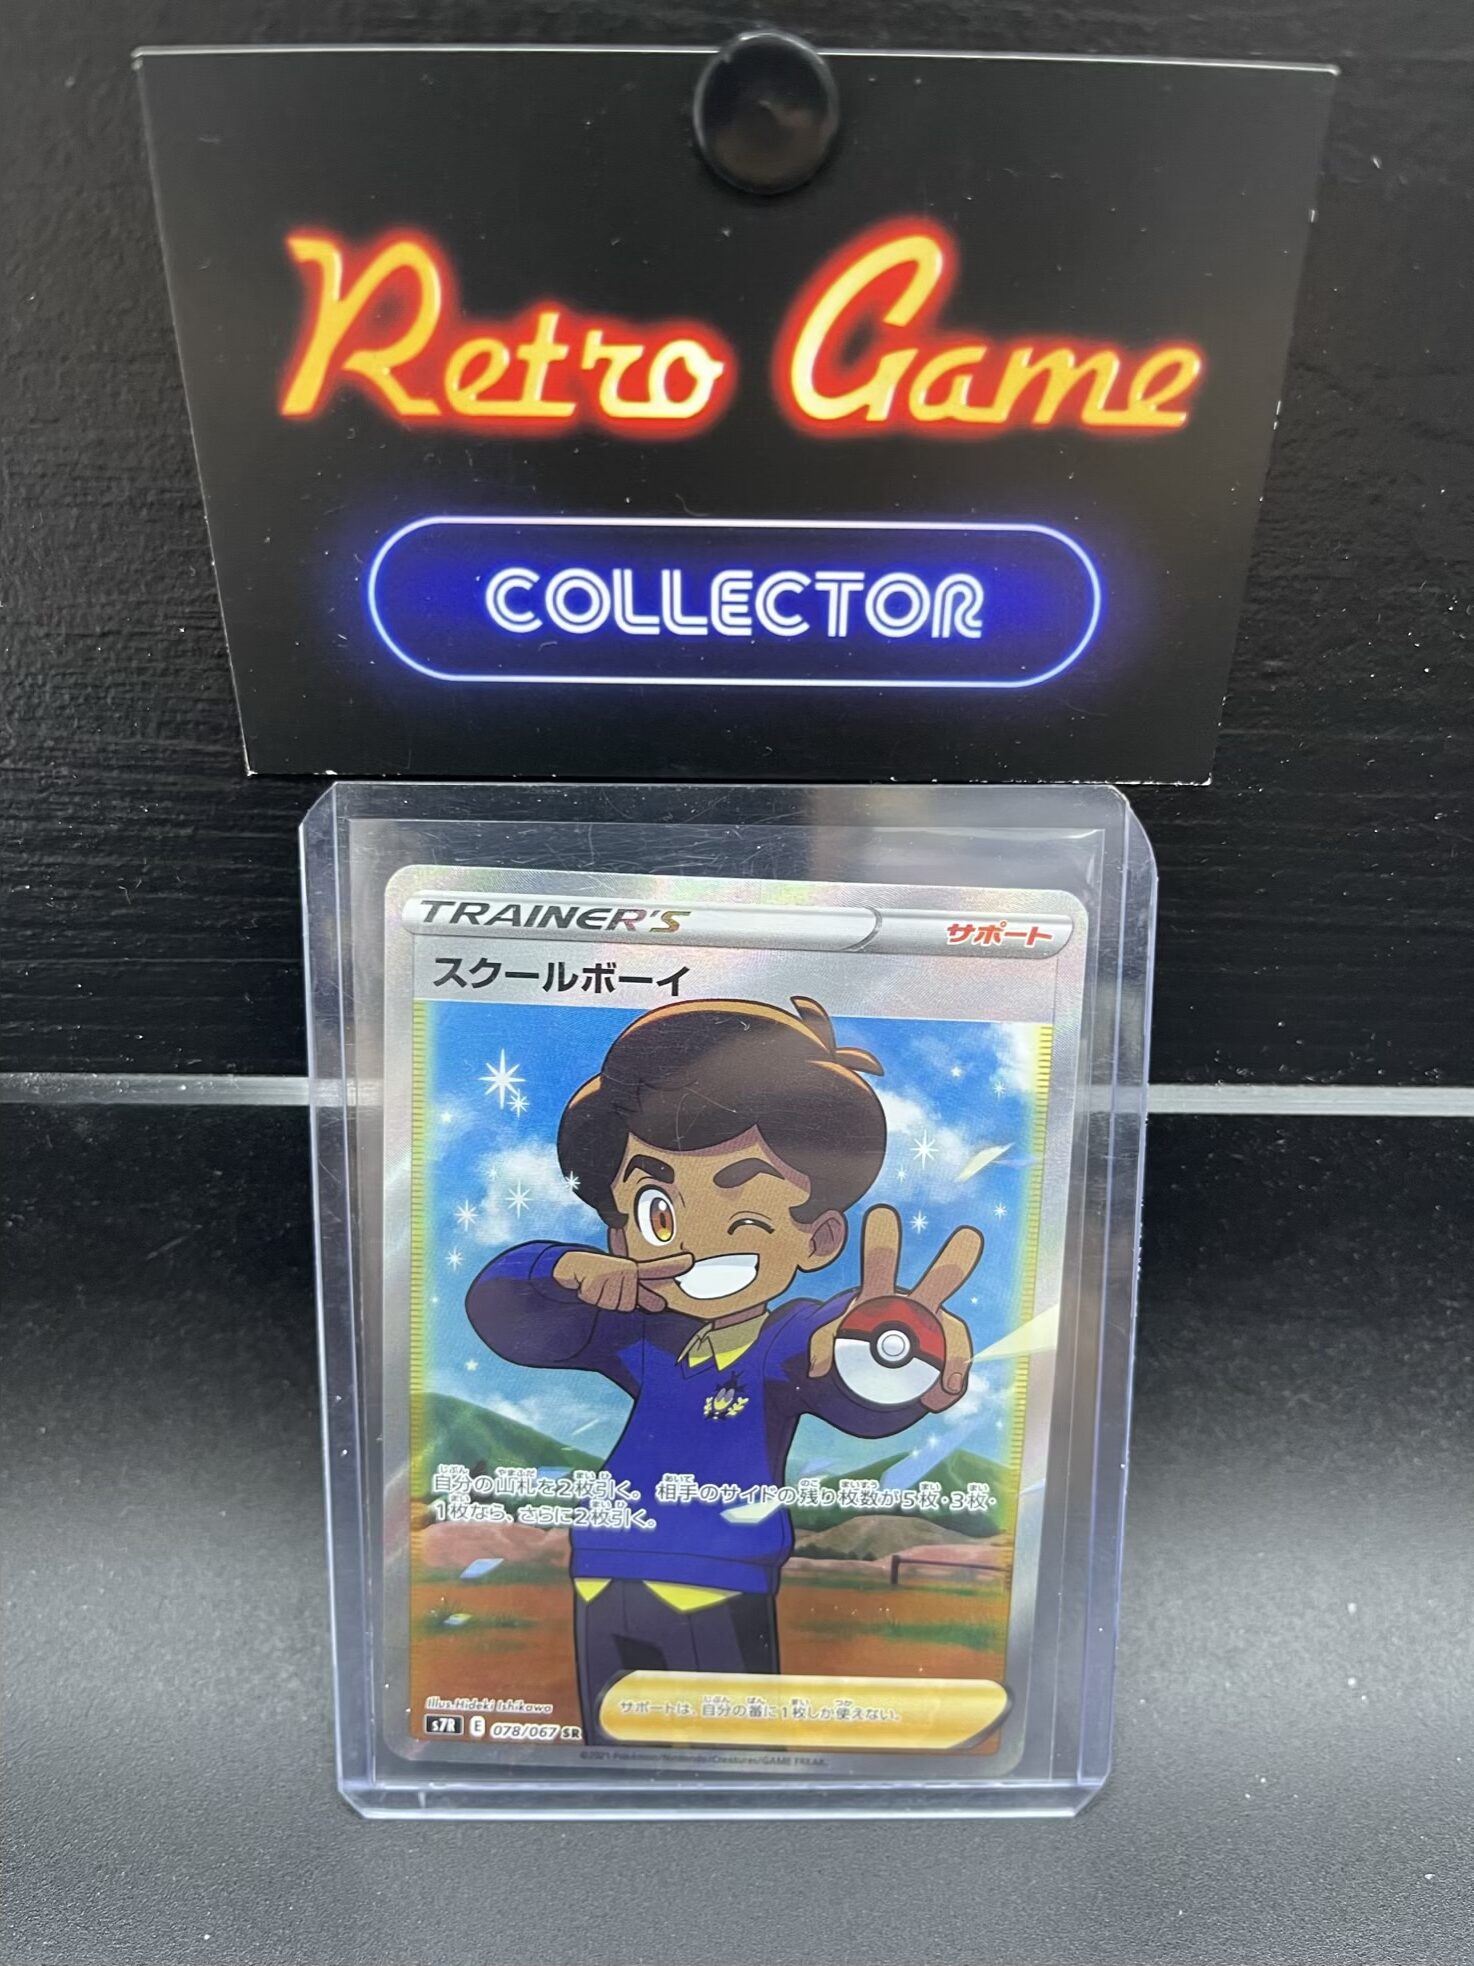 Retro Game
COLLECTOR
TRAINER'S
サポート
スクールボーイ
自分の山札を2枚引く。相手のサイドの残り枚数が5枚・3枚・
1枚なら、さらに2枚引く。
サポートは、自分の番に1枚しか使えない。
Illus. Hideki Ishikawa
s7R E 078/067 SR
©2021 Pokémon/Nintendo/Creatures/GAME FREAK.